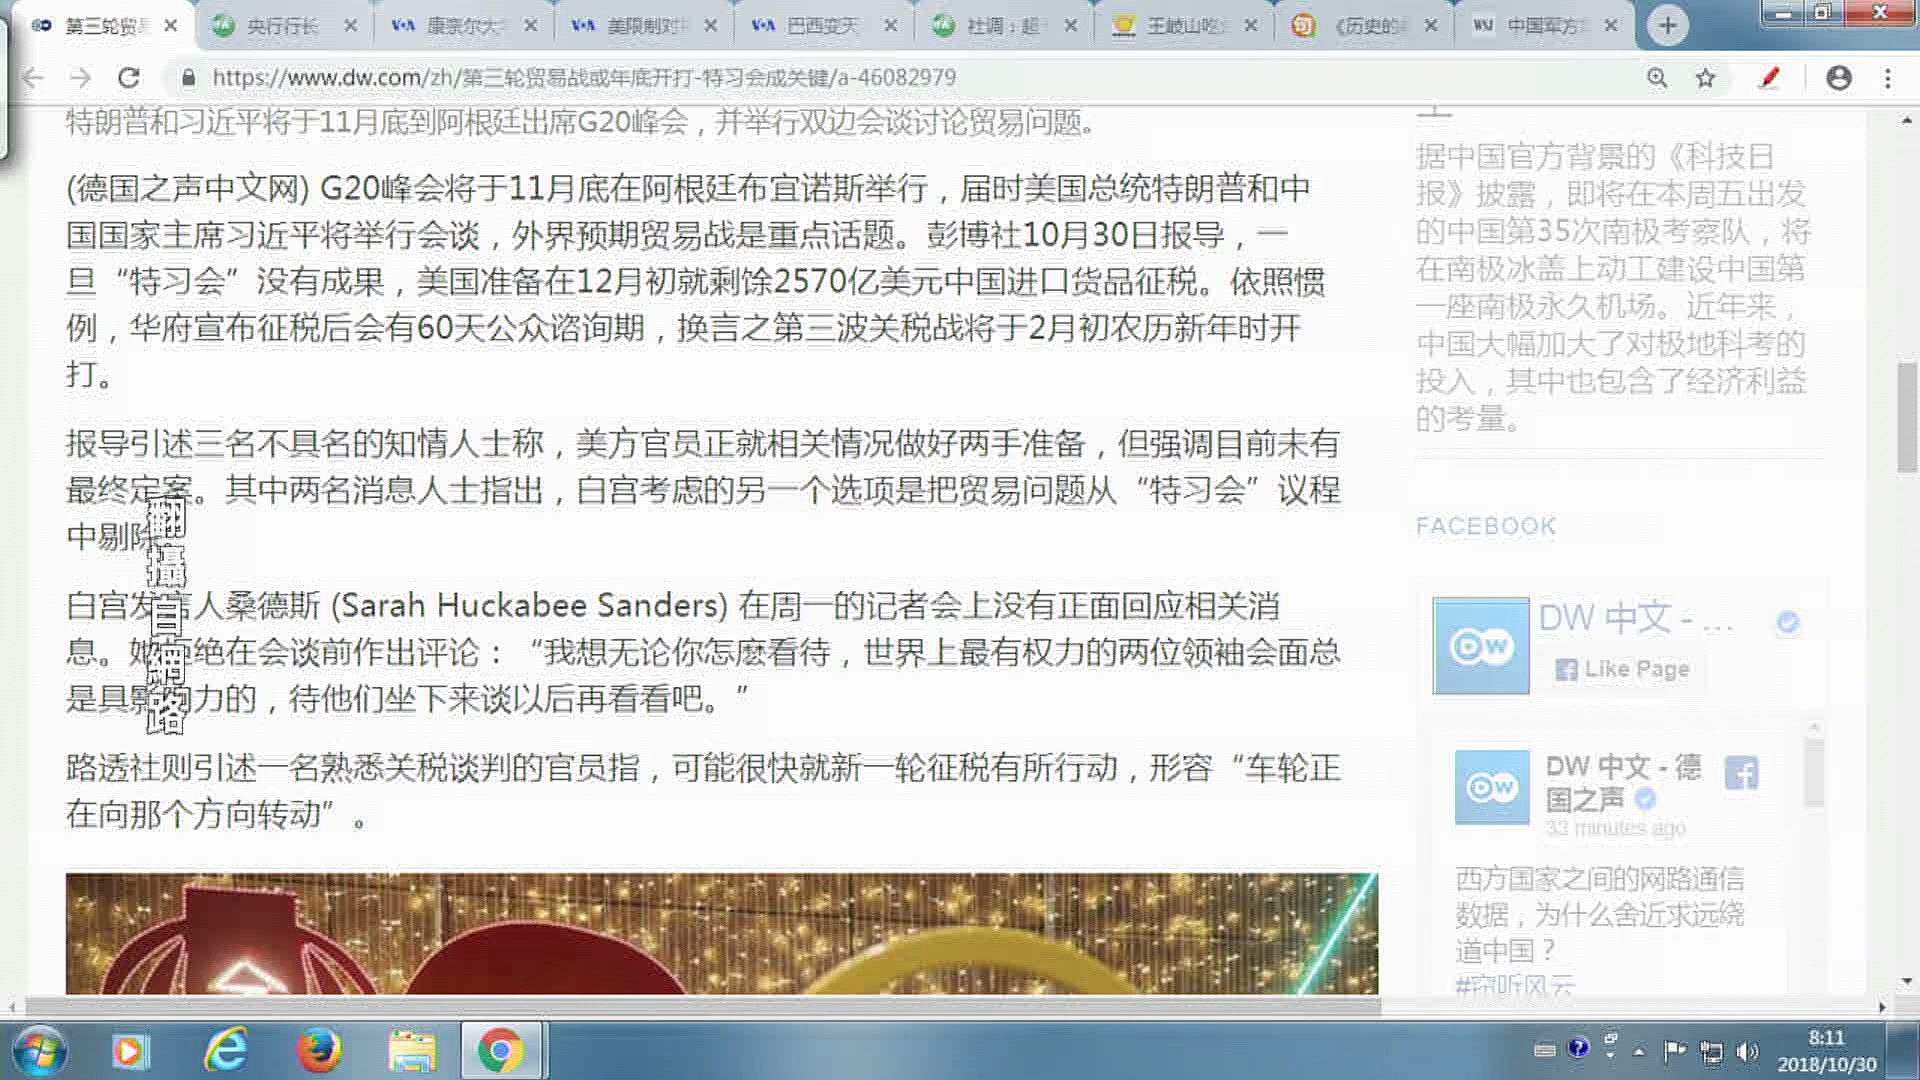 第三轮贸易
央行行长
康奈尔大
美限制对
巴西变天
社调：超
王岐山吃
《历史的
中国军方
https://www.dw.com/zh/第三轮贸易战或年底开打-特习会成关键/a-46082979
特朗普和习近平将于11月底到阿根廷出席G20峰会，并举行双边会谈讨论贸易问题。
(德国之声中文网) G20峰会将于11月底在阿根廷布宜诺斯举行，届时美国总统特朗普和中
国国家主席习近平将举行会谈，外界预期贸易战是重点话题。彭博社10月30日报导，一
旦“特习会”没有成果，美国准备在12月初就剩馀2570亿美元中国进口货品征税。依照惯
例，华府宣布征税后会有60天公众谘询期，换言之第三波关税战将于2月初农历新年时开
打。
报导引述三名不具名的知情人士称，美方官员正就相关情况做好两手准备，但强调目前未有
最终定案。其中两名消息人士指出，白宫考虑的另一个选项是把贸易问题从“特习会”议程
中剔除
白宫发言人桑德斯 (Sarah Huckabee Sanders) 在周一的记者会上没有正面回应相关消
息。她拒绝在会谈前作出评论：“我想无论你怎麽看待，世界上最有权力的两位领袖会面总
是具影响力的，待他们坐下来谈以后再看看吧。”
路透社则引述一名熟悉关税谈判的官员指，可能很快就新一轮征税有所行动，形容“车轮正
在向那个方向转动”。
翻攝自網路
据中国官方背景的《科技日
报》披露，即将在本周五出发
的中国第35次南极考察队，将
在南极冰盖上动工建设中国第
一座南极永久机场。近年来，
中国大幅加大了对极地科考的
投入，其中也包含了经济利益
的考量。
FACEBOOK
DW
DW 中文 - ...
Like Page
DW
DW 中文 - 德
国之声
33 minutes ago
西方国家之间的网路通信
数据，为什么舍近求远绕
道中国？
#窃听风云
8:11
2018/10/30